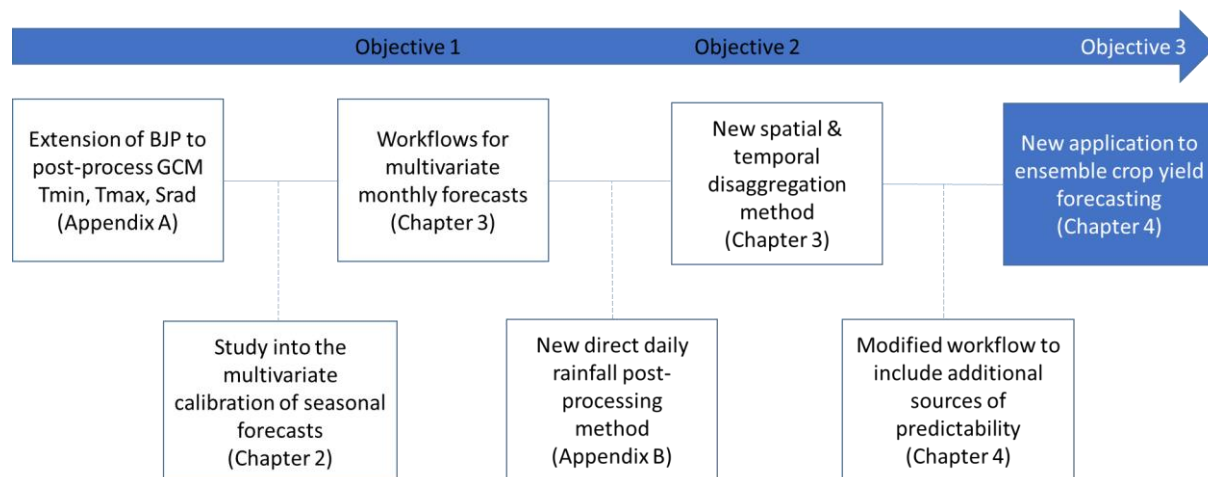 Objective 1
Objective 2
Objective 3
Extension of BJP to
post-process GCM
Tmin, Tmax, Srad
(Appendix A)
Workflows for
multivariate
monthly forecasts
(Chapter 3)
New spatial &
temporal
disaggregation
method
(Chapter 3)
New application to
ensemble crop yield
forecasting
(Chapter 4)
Study into the
multivariate
calibration of seasonal
forecasts
(Chapter 2)
New direct daily
rainfall post-
processing
method
(Appendix B)
Modified workflow to
include additional
sources of
predictability
(Chapter 4)